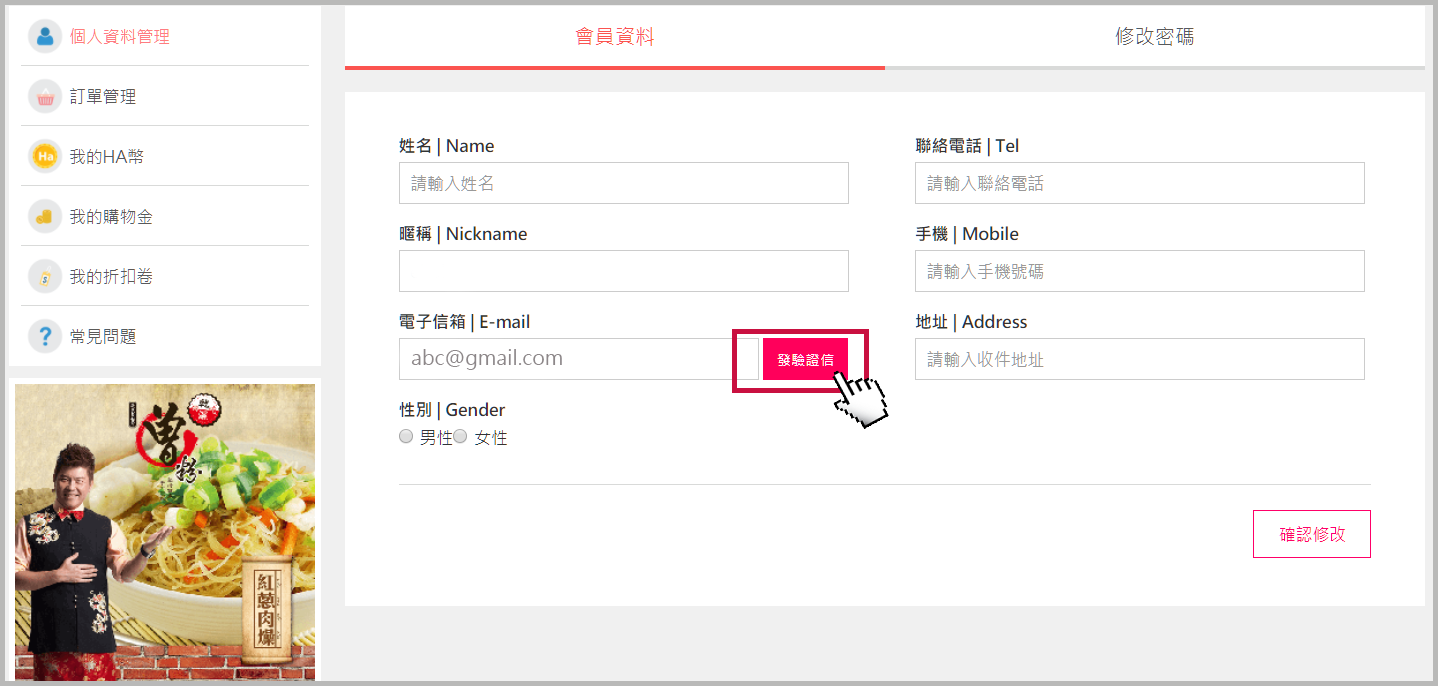 個人資料管理
訂單管理
Ha
我的HA幣
我的購物金
$
我的折扣卷
?
常見問題
會員資料
修改密碼
姓名 | Name
請輸入姓名
聯絡電話 | Tel
請輸入聯絡電話
暱稱 | Nickname
手機 | Mobile
請輸入手機號碼
電子信箱 | E-mail
abc@gmail.com
發驗證信
地址 | Address
請輸入收件地址
性別 | Gender
男性
女性
確認修改
曾
粉
紅蔥肉燥